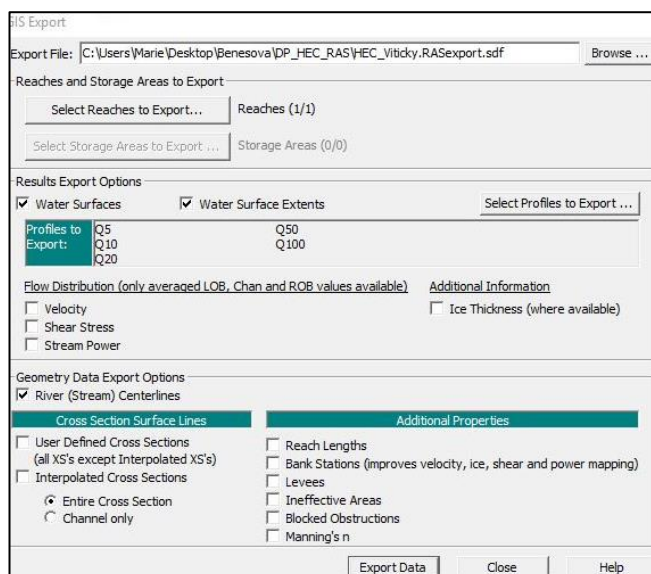 GIS Export
Export File: C:\Users\Marie\Desktop\Benesova\DP_HEC_RAS\HEC_Viticky.RASexport.sdf Browse ...
Reaches and Storage Areas to Export
Select Reaches to Export... Reaches (1/1)
Select Storage Areas to Export ... Storage Areas (0/0)
Results Export Options
Water Surfaces Water Surface Extents Select Profiles to Export ...
Profiles to Export:
Q5 Q50
Q10 Q100
Q20
Flow Distribution (only averaged LOB, Chan and ROB values available) Additional Information
Velocity Ice Thickness (where available)
Shear Stress
Stream Power
Geometry Data Export Options
River (Stream) Centerlines
Cross Section Surface Lines Additional Properties
User Defined Cross Sections
(all XS's except Interpolated XS's)
Interpolated Cross Sections
Entire Cross Section
Channel only
Reach Lengths
Bank Stations (improves velocity, ice, shear and power mapping)
Levees
Ineffective Areas
Blocked Obstructions
Manning's n
Export Data Close Help